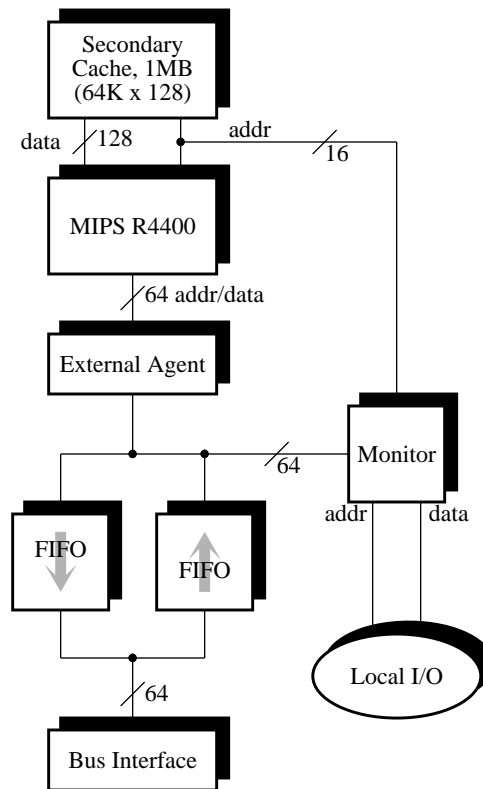 Secondary
Cache, 1MB
(64K x 128)
data
128
addr
16
MIPS R4400
64 addr/data
External Agent
64
Monitor
addr
data
FIFO
FIFO
Local I/O
64
Bus Interface